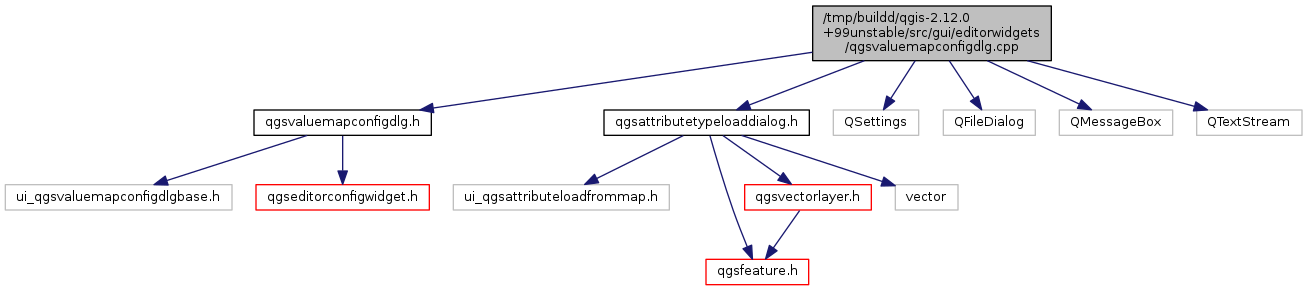 /tmp/buildd/qgis-2.12.0
+99unstable/src/gui/editorwidgets
/qgsvaluemapconfigdlg.cpp
qgsvaluemapconfigdlg.h
qgsattributetypeloaddialog.h
QSettings
QFileDialog
QMessageBox
QTextStream
ui_qgsvaluemapconfigdlgbase.h
qgseditorconfigwidget.h
ui_qgsattributeloadfrommap.h
qgsvectorlayer.h
vector
qgsfeature.h